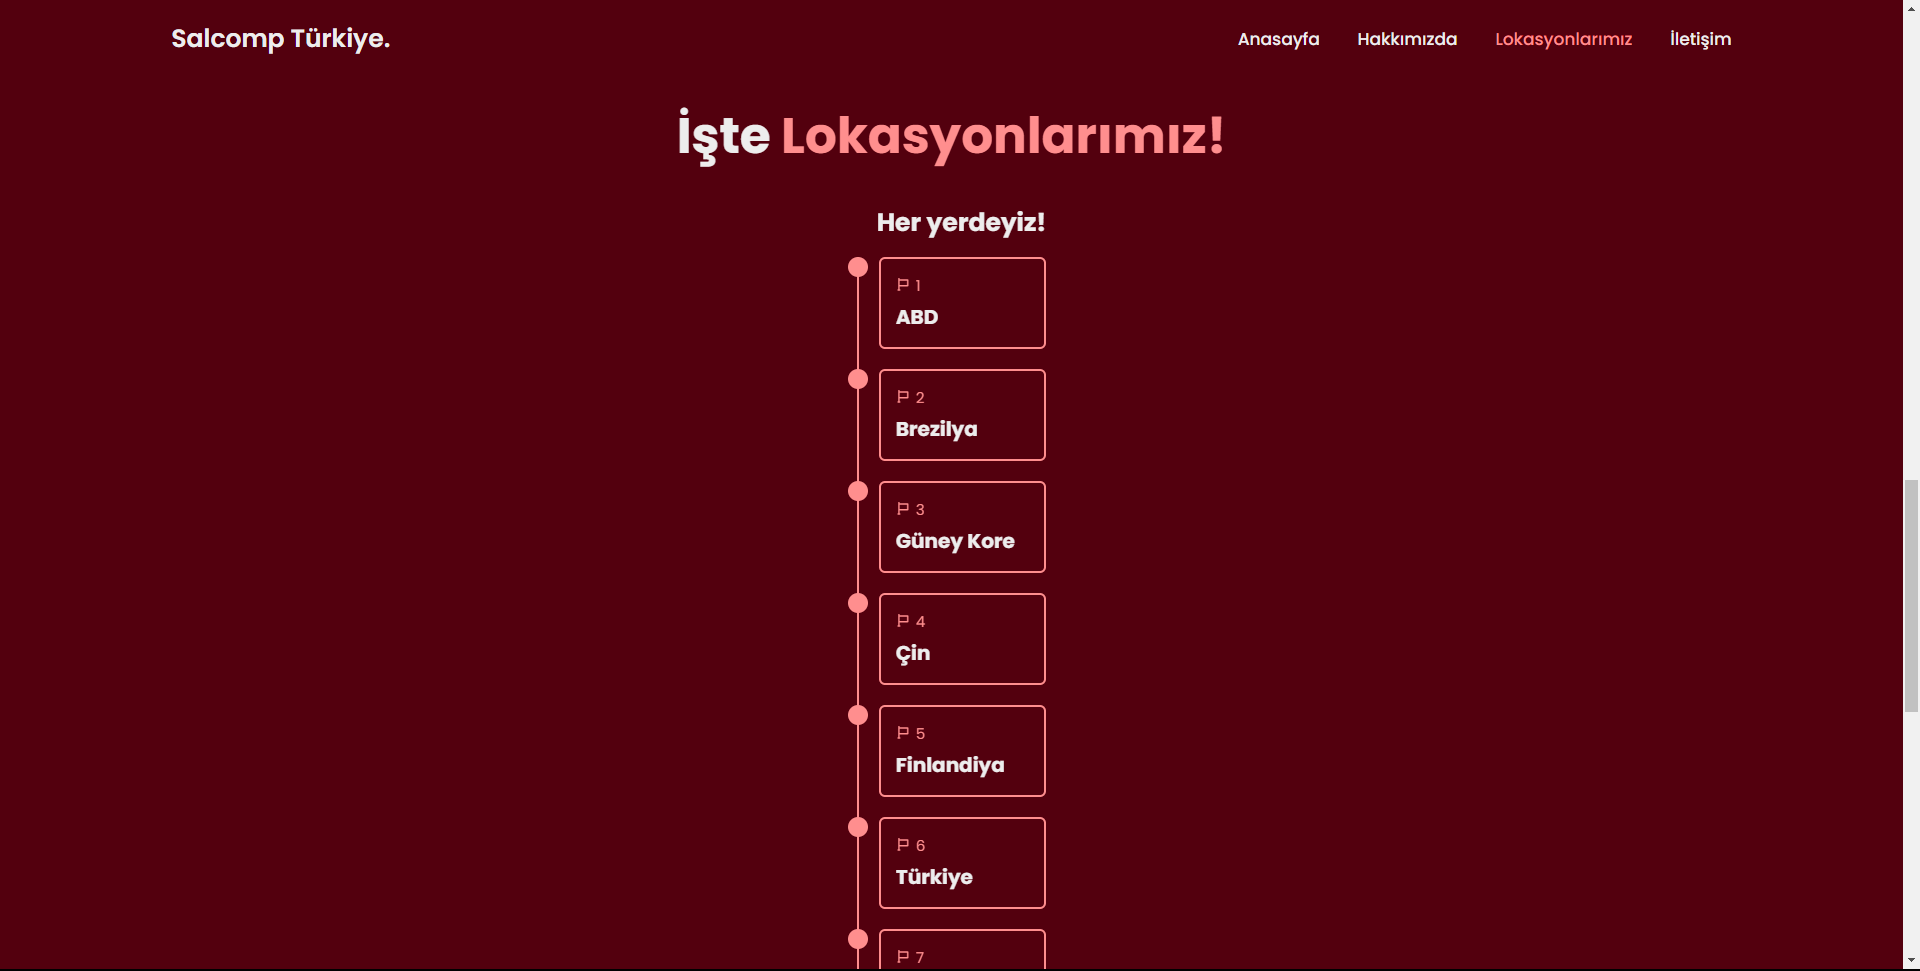 Salcomp Türkiye.
Anasayfa Hakkımızda Lokasyonlarımız İletişim
İşte Lokasyonlarımız!
Her yerdeyiz!
1
ABD
2
Brezilya
3
Güney Kore
4
Çin
5
Finlandiya
6
Türkiye
7